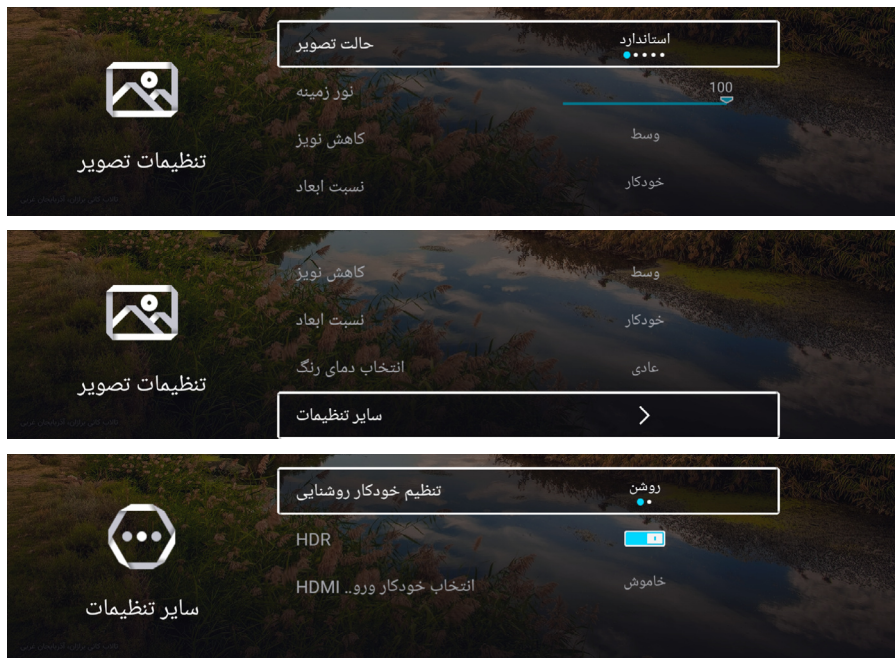 حالت تصویر
استاندارد
نور زمینه
100
کاهش نویز
وسط
نسبت ابعاد
خودکار
تنظیمات تصویر
کاهش نویز
وسط
نسبت ابعاد
خودکار
انتخاب دمای رنگ
عادی
سایر تنظیمات
تنظیمات تصویر
تنظیم خودکار روشنایی
روشن
HDR
انتخاب خودکار ورو.. HDMI
خاموش
سایر تنظیمات